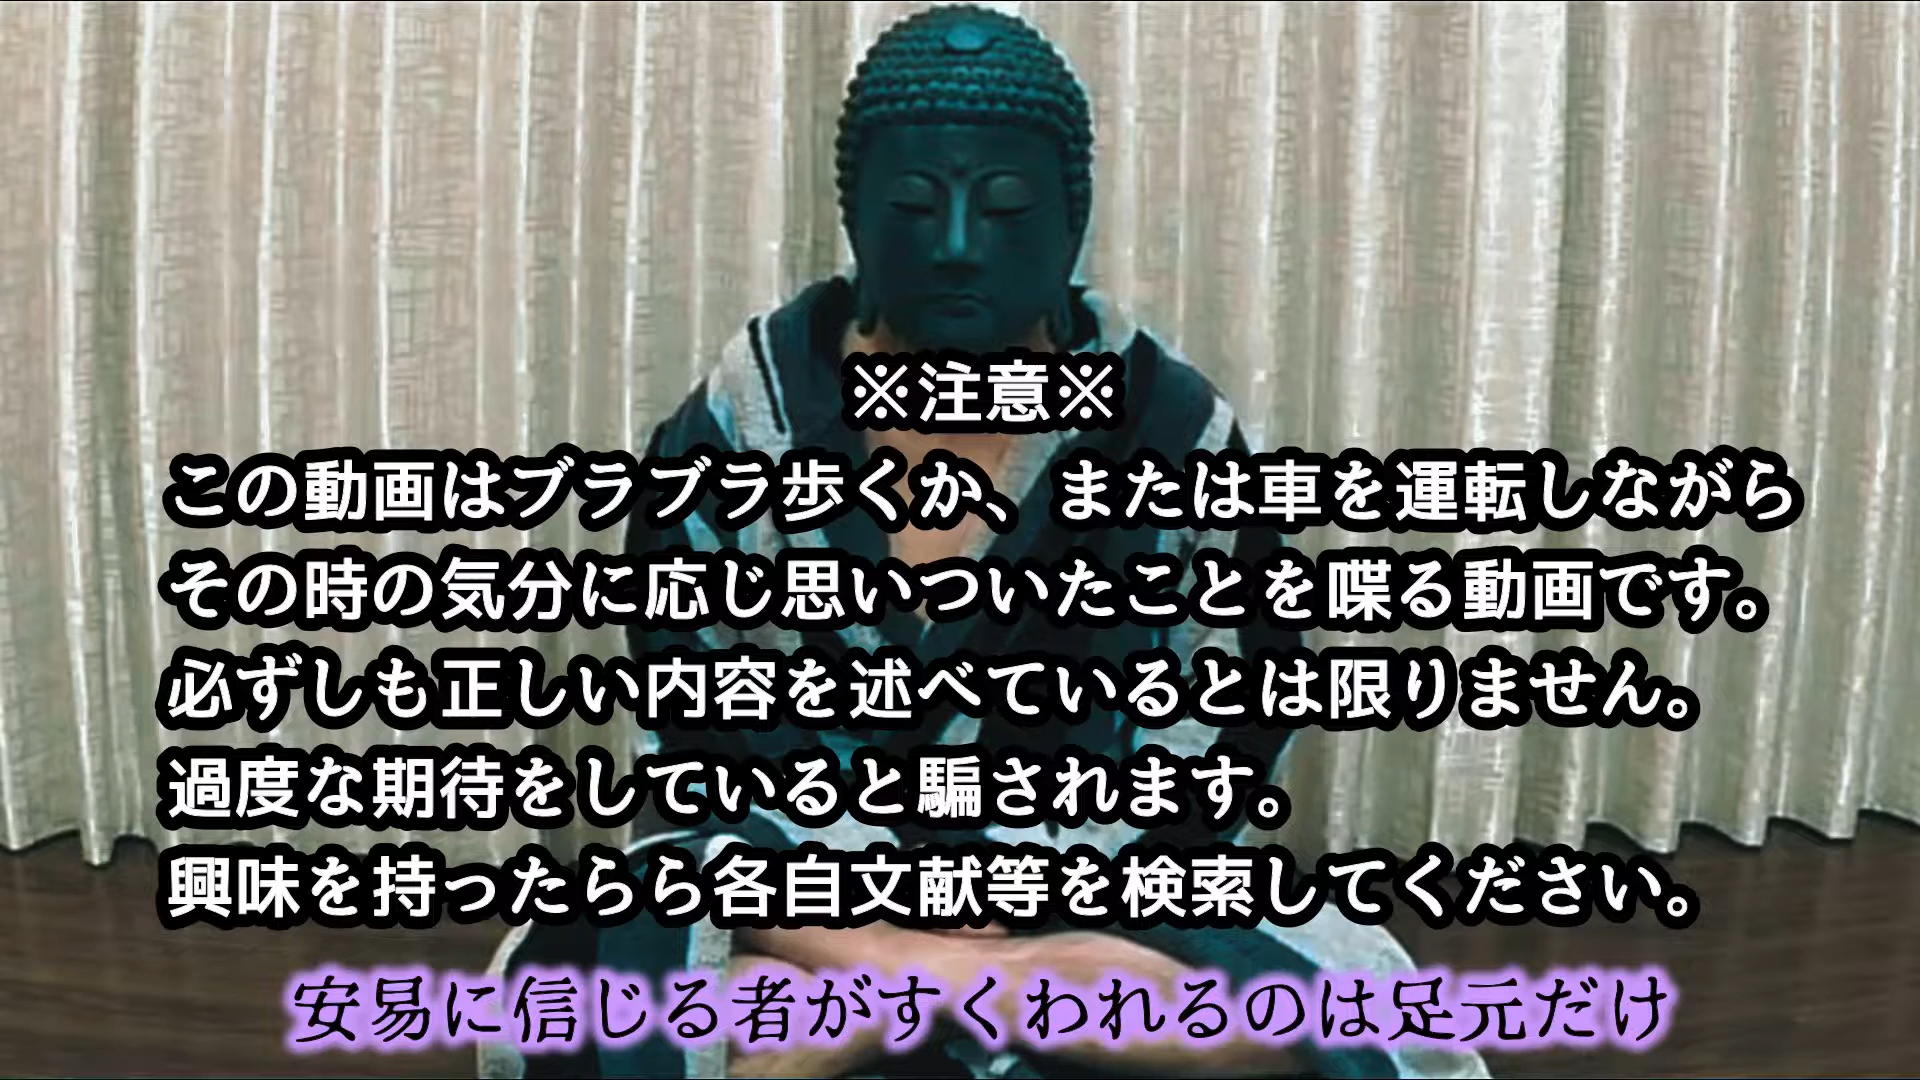 ※注意※
この動画はブラブラ歩くか、または車を運転しながら
その時の気分に応じ思いついたことを喋る動画です。
必ずしも正しい内容を述べているとは限りません。
過度な期待をしていると騙されます。
興味を持ったらら各自文献等を検索してください。
安易に信じる者がすくわれるのは足元だけ